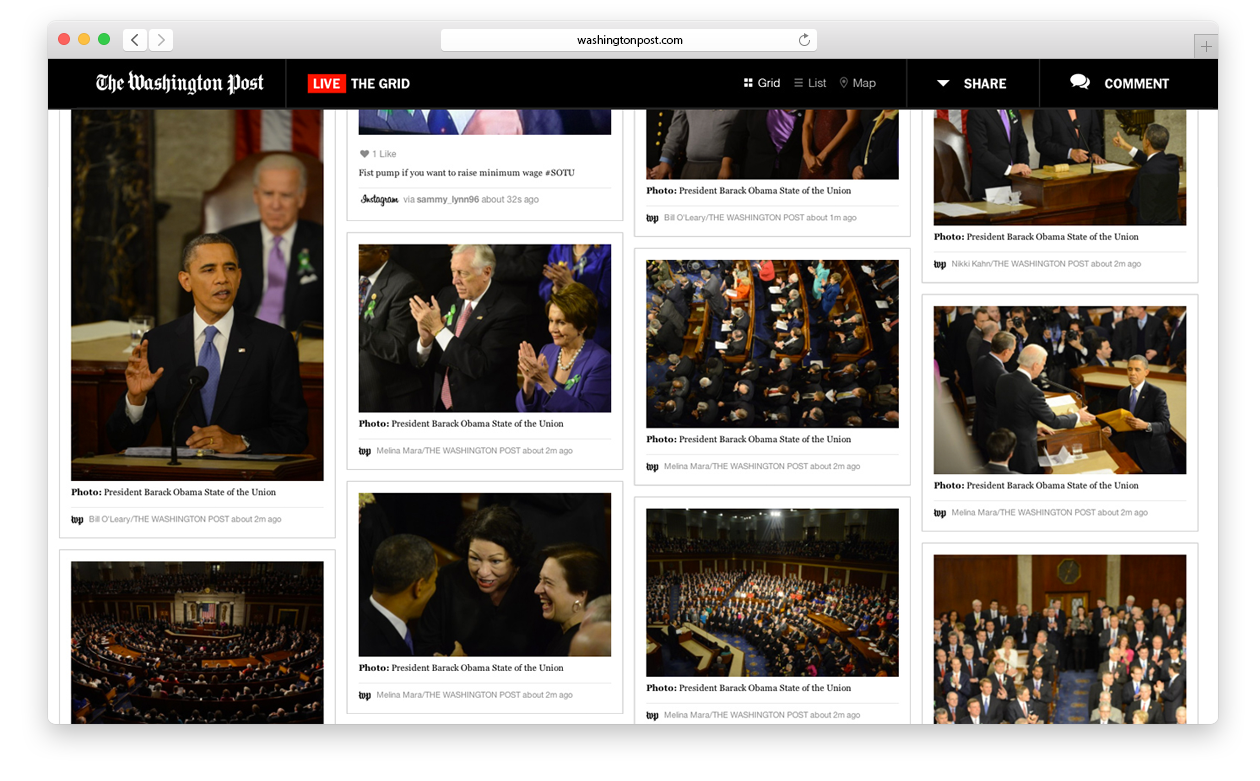 washingtonpost.com
The Washington Post
LIVE THE GRID
Grid
List
Map
SHARE
COMMENT
Photo: President Barack Obama State of the Union
wp Bill O'Leary/THE WASHINGTON POST about 2m ago
1 Like
Fist pump if you want to raise minimum wage #SOTU
Instagram via sammy_lynn96 about 32s ago
Photo: President Barack Obama State of the Union
wp Melina Mara/THE WASHINGTON POST about 2m ago
Photo: President Barack Obama State of the Union
wp Melina Mara/THE WASHINGTON POST about 2m ago
Photo: President Barack Obama State of the Union
wp Bill O'Leary/THE WASHINGTON POST about 1m ago
Photo: President Barack Obama State of the Union
wp Melina Mara/THE WASHINGTON POST about 2m ago
Photo: President Barack Obama State of the Union
wp Melina Mara/THE WASHINGTON POST about 2m ago
Photo: President Barack Obama State of the Union
wp Nikki Kahn/THE WASHINGTON POST about 2m ago
Photo: President Barack Obama State of the Union
wp Melina Mara/THE WASHINGTON POST about 2m ago